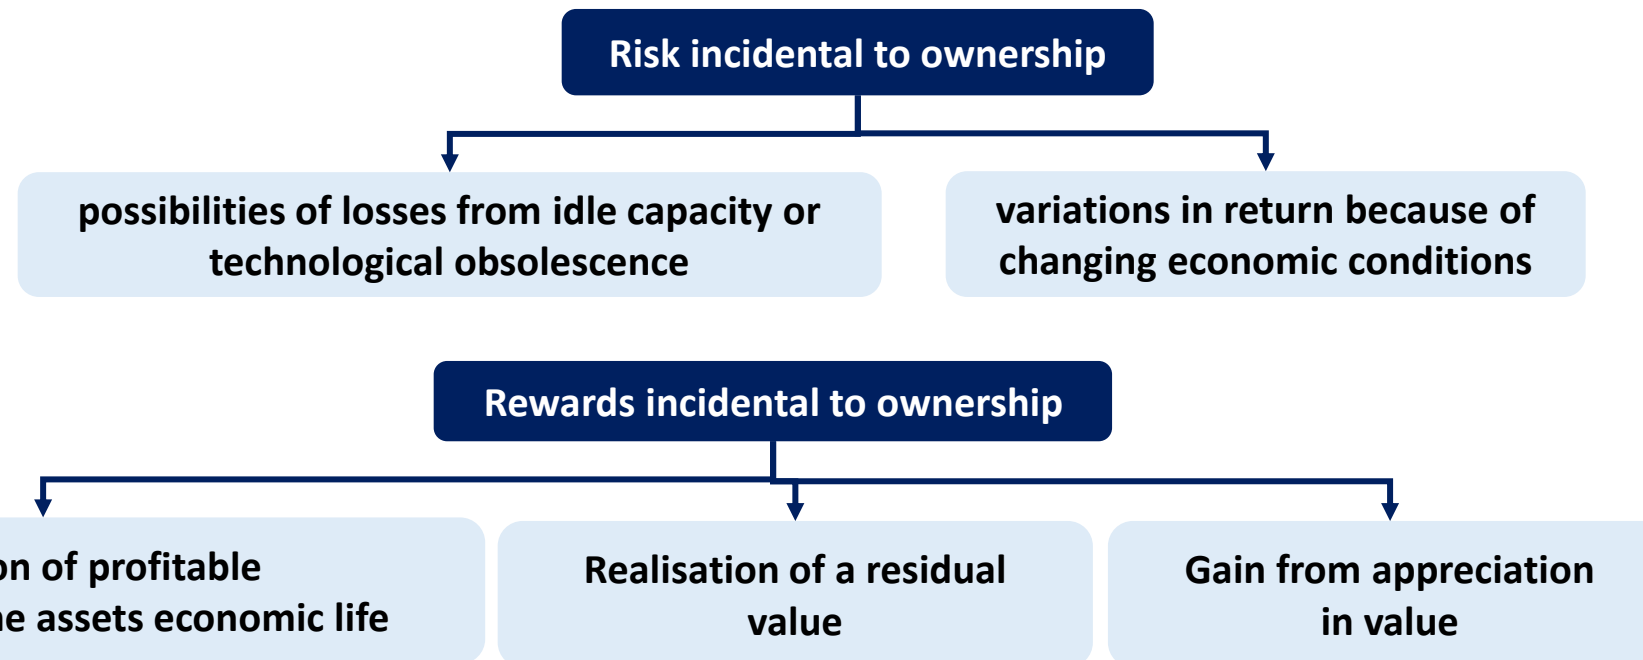 Risk incidental to ownership
possibilities of losses from idle capacity or
technological obsolescence
variations in return because of
changing economic conditions
Rewards incidental to ownership
of profitable
assets economic life
Realisation of a residual
value
Gain from appreciation
in value